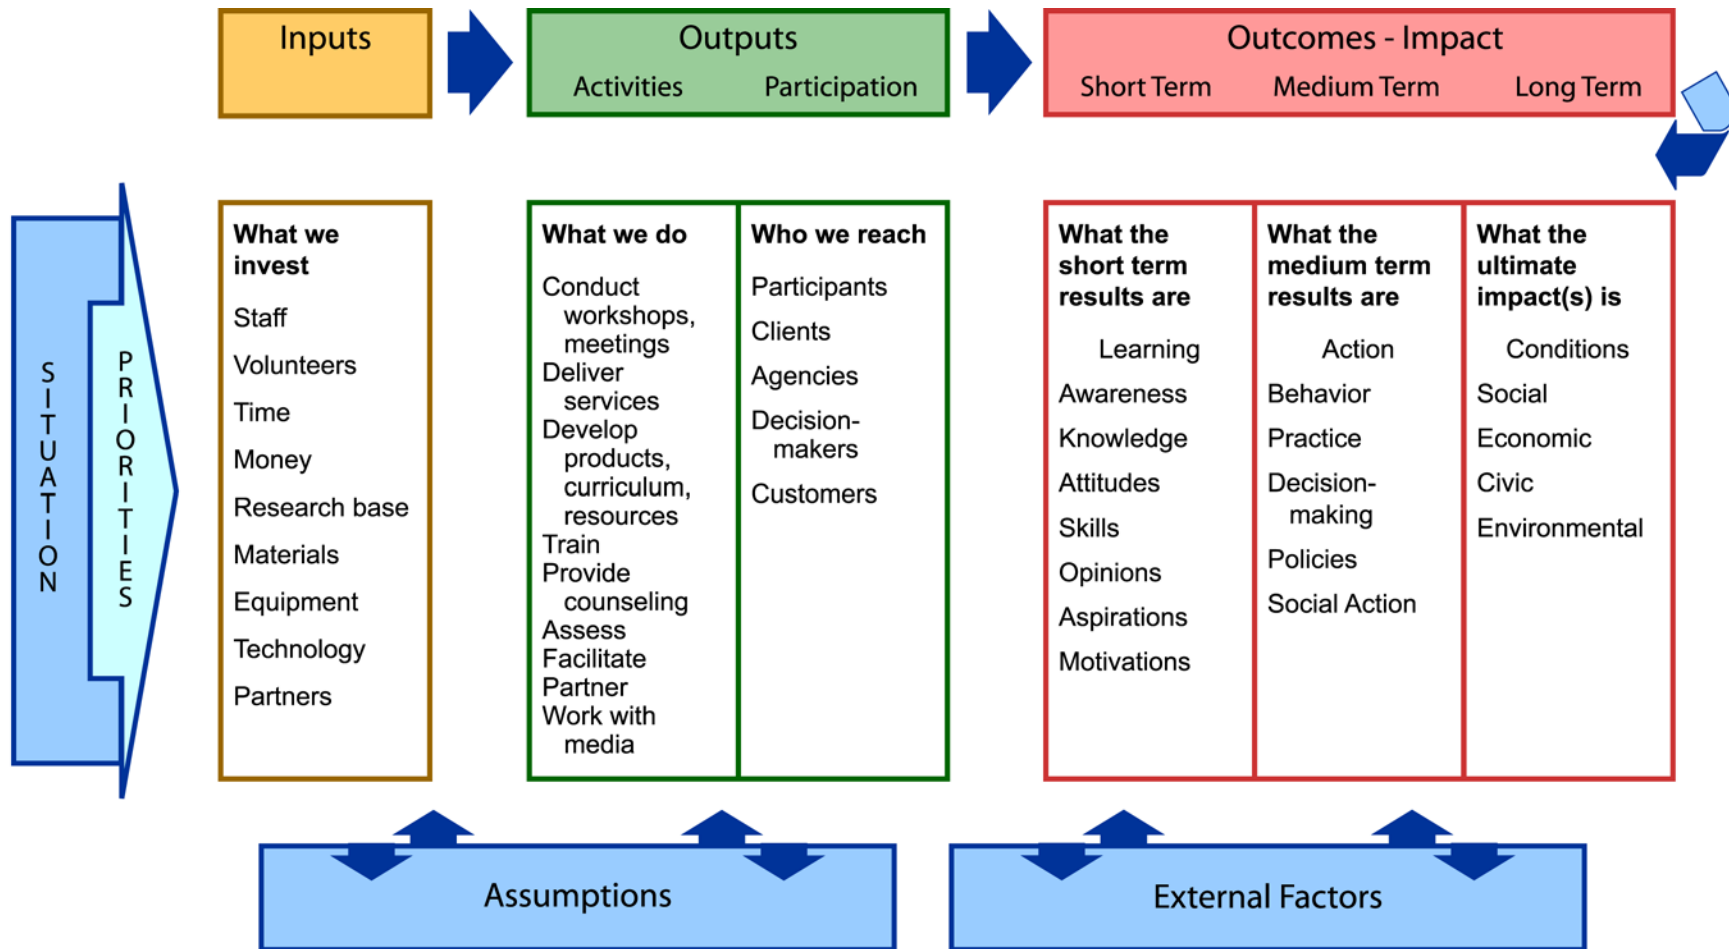 Inputs
Outputs
Activities
Participation
Outcomes - Impact
Short Term
Medium Term
Long Term
SITUATION
PRIORITIES
What we
invest
Staff
Volunteers
Time
Money
Research base
Materials
Equipment
Technology
Partners
What we do
Conduct
workshops,
meetings
Deliver
services
Develop
products,
curriculum,
resources
Train
Provide
counseling
Assess
Facilitate
Partner
Work with
media
Who we reach
Participants
Clients
Agencies
Decision-
makers
Customers
What the
short term
results are
Learning
Awareness
Knowledge
Attitudes
Skills
Opinions
Aspirations
Motivations
What the
medium term
results are
Action
Behavior
Practice
Decision-
making
Policies
Social Action
What the
ultimate
impact(s) is
Conditions
Social
Economic
Civic
Environmental
Assumptions
External Factors